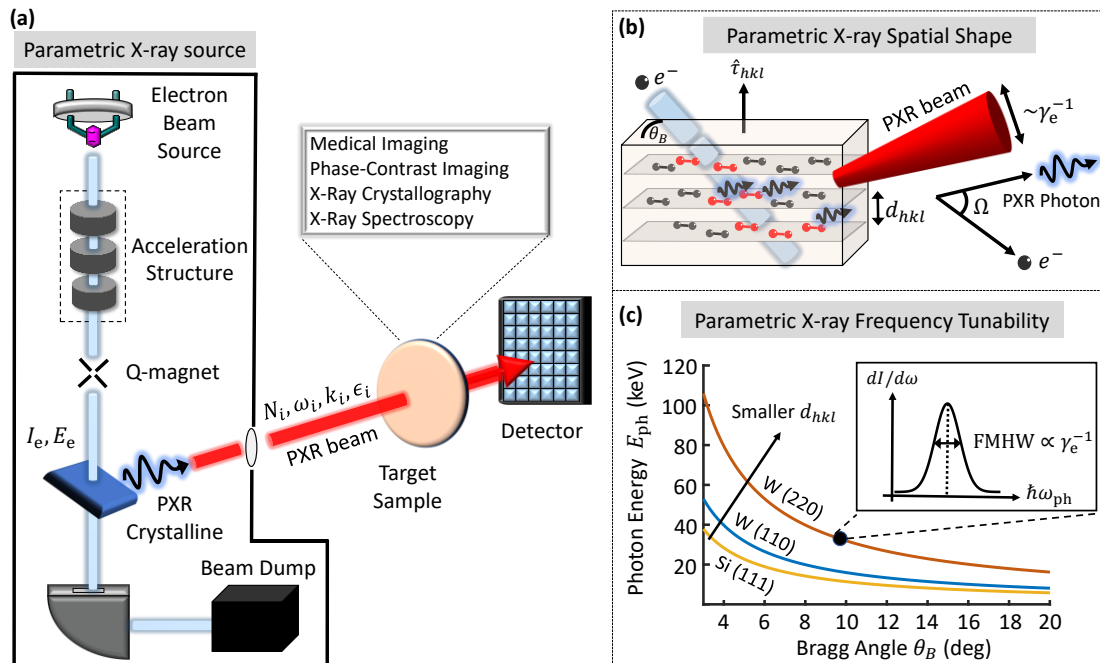 (a)
Parametric X-ray source
Electron
Beam
Source
Acceleration
Structure
Q-magnet
I_e, E_e
PXR
Crystalline
Beam Dump
Medical Imaging
Phase-Contrast Imaging
X-Ray Crystallography
X-Ray Spectroscopy
N_i, ω_i, k_i, ϵ_i
PXR beam
Target
Sample
Detector
(b)
Parametric X-ray Spatial Shape
e⁻
τ̂_hkl
θ_B
PXR beam
~γ_e⁻¹
d_hkl
Ω
PXR Photon
e⁻
(c)
Parametric X-ray Frequency Tunability
Photon Energy E_ph (keV)
120
100
80
60
40
20
Smaller d_hkl
W (220)
W (110)
Si (111)
dI/dω
FMHW ∝ γ_e⁻¹
ħω_ph
4 6 8 10 12 14 16 18 20
Bragg Angle θ_B (deg)